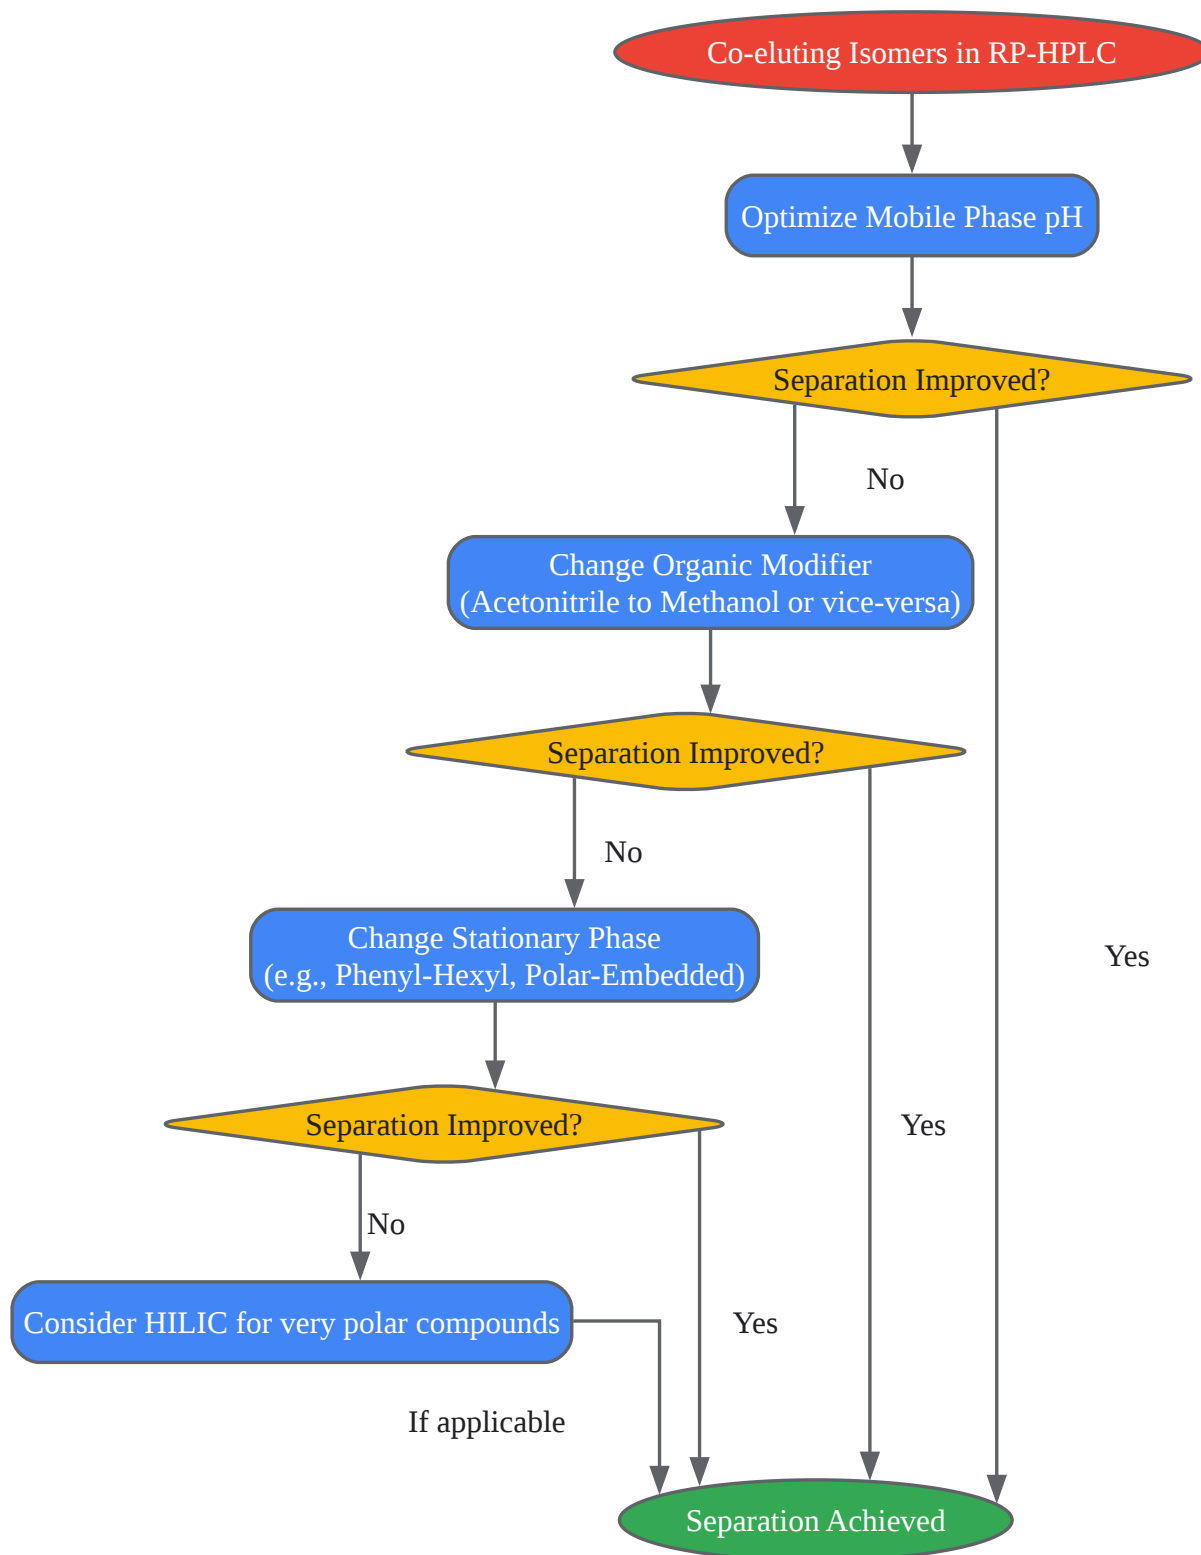 Co-eluting Isomers in RP-HPLC
Optimize Mobile Phase pH
Separation Improved?
No
Change Organic Modifier
(Acetonitrile to Methanol or vice-versa)
Separation Improved?
No
Change Stationary Phase
(e.g., Phenyl-Hexyl, Polar-Embedded)
Yes
Separation Improved?
Yes
No
Consider HILIC for very polar compounds
Yes
If applicable
Separation Achieved